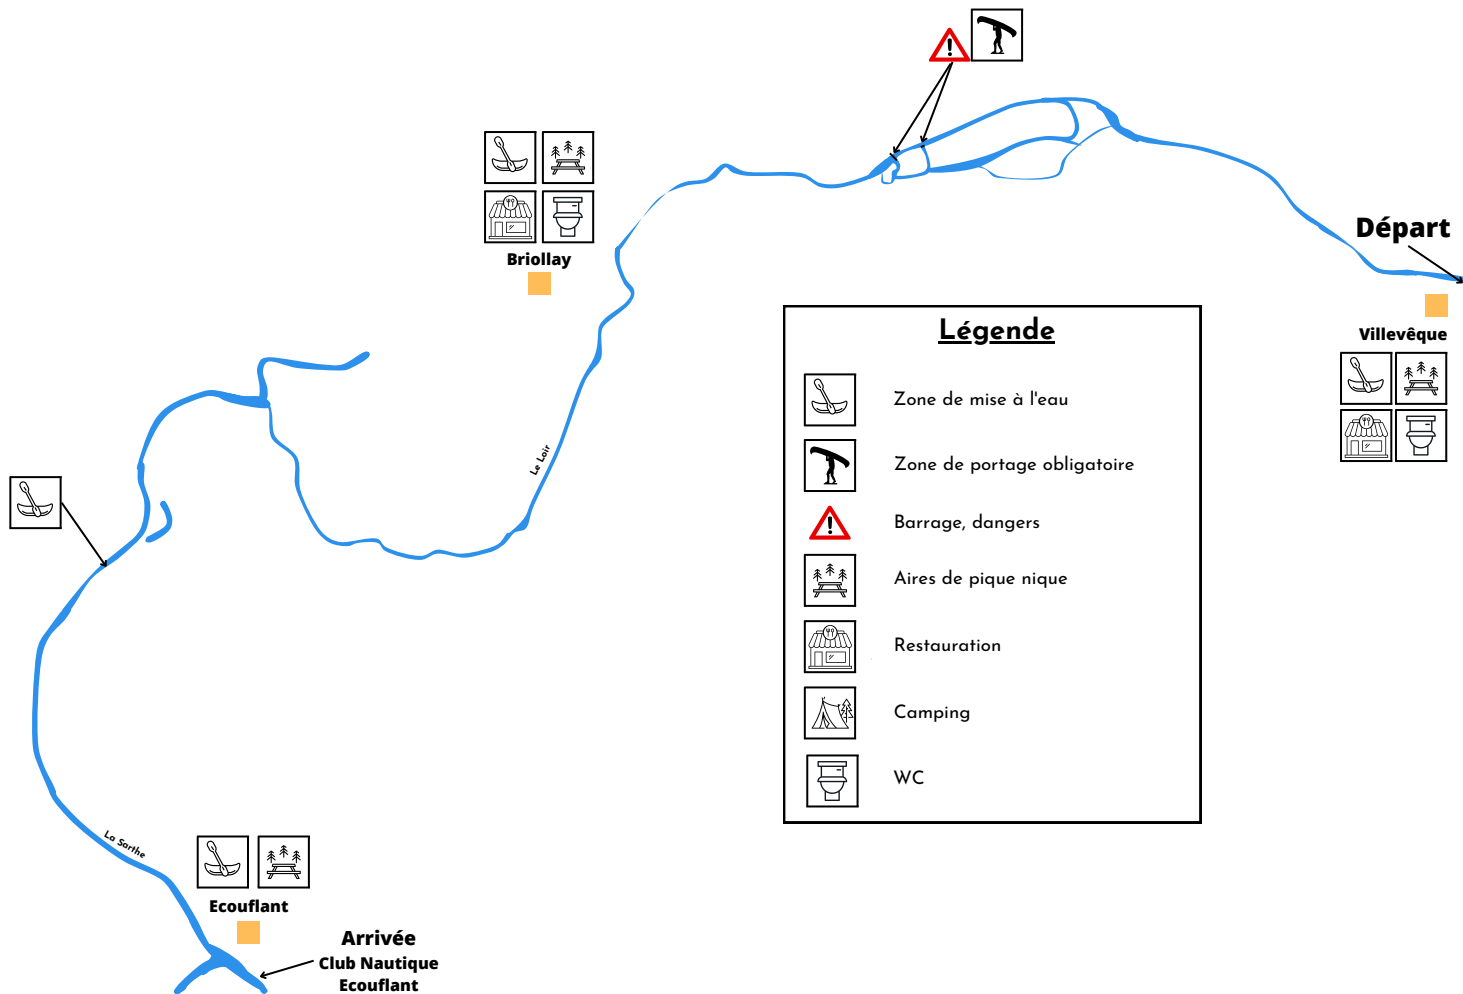 Départ
Briollay
Villevêque
Légende
Zone de mise à l'eau
Zone de portage obligatoire
Barrage, dangers
Aires de pique nique
Restauration
Camping
WC
Le Loir
La Sarthe
Ecouflant
Arrivée
Club Nautique
Ecouflant